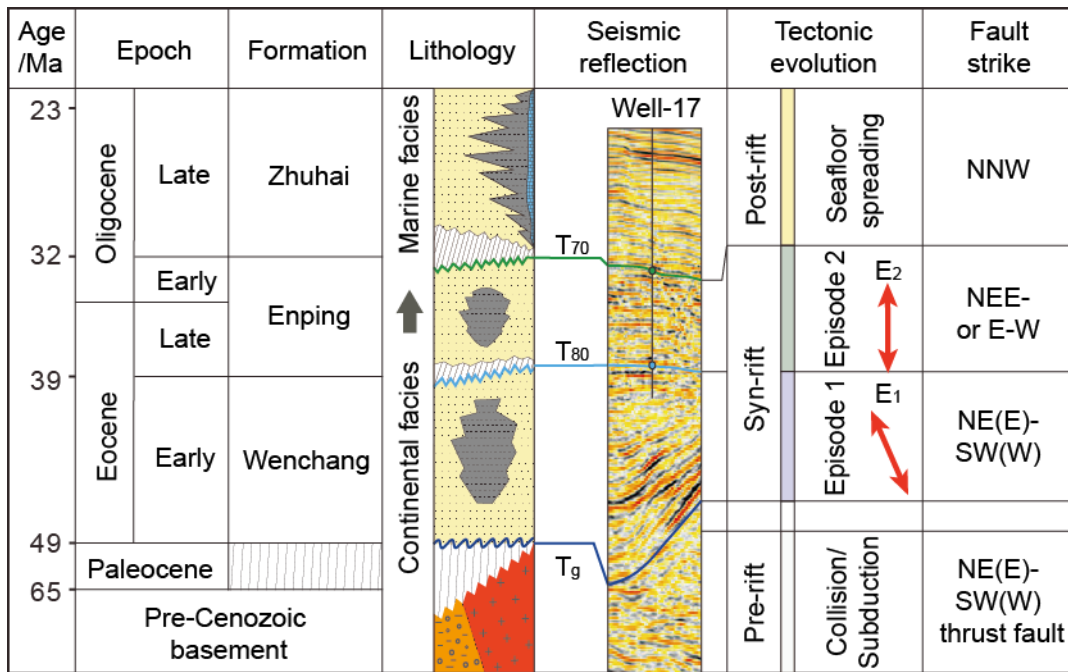 Age
/Ma
Epoch
Formation
Lithology
Seismic
reflection
Tectonic
evolution
Fault
strike
23
32
39
49
65
Oligocene
Late
Early
Eocene
Late
Early
Paleocene
Pre-Cenozoic
basement
Zhuhai
Enping
Wenchang
Marine facies
Continental facies
Well-17
T70
T80
Tg
Post-rift
Syn-rift
Pre-rift
Seafloor
spreading
Episode 2
E2
Episode 1
E1
Collision/
Subduction
NNW
NEE-
or E-W
NE(E)-
SW(W)
NE(E)-
SW(W)
thrust fault